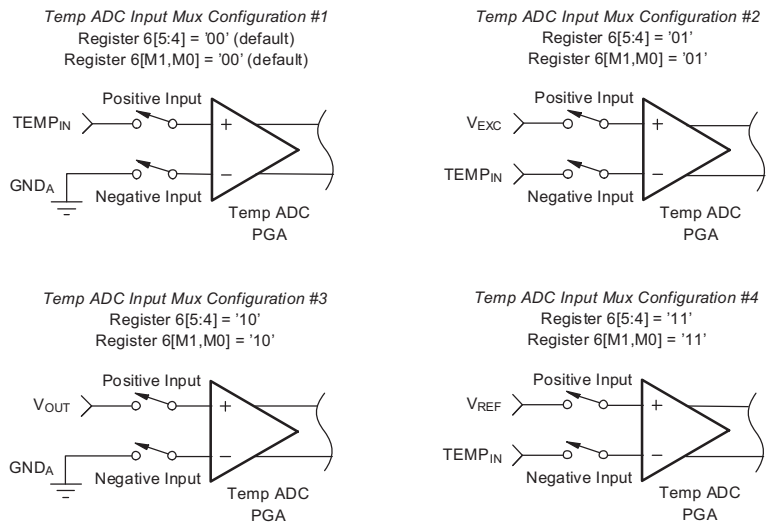 Temp ADC Input Mux Configuration #1
Register 6[5:4] = '00' (default)
Register 6[M1,M0] = '00' (default)
Positive Input
TEMPIN
+
−
GNDA
Negative Input
Temp ADC
PGA
Temp ADC Input Mux Configuration #2
Register 6[5:4] = '01'
Register 6[M1,M0] = '01'
Positive Input
VEXC
+
−
TEMPIN
Negative Input
Temp ADC
PGA
Temp ADC Input Mux Configuration #3
Register 6[5:4] = '10'
Register 6[M1,M0] = '10'
Positive Input
VOUT
+
−
GNDA
Negative Input
Temp ADC
PGA
Temp ADC Input Mux Configuration #4
Register 6[5:4] = '11'
Register 6[M1,M0] = '11'
Positive Input
VREF
+
−
TEMPIN
Negative Input
Temp ADC
PGA